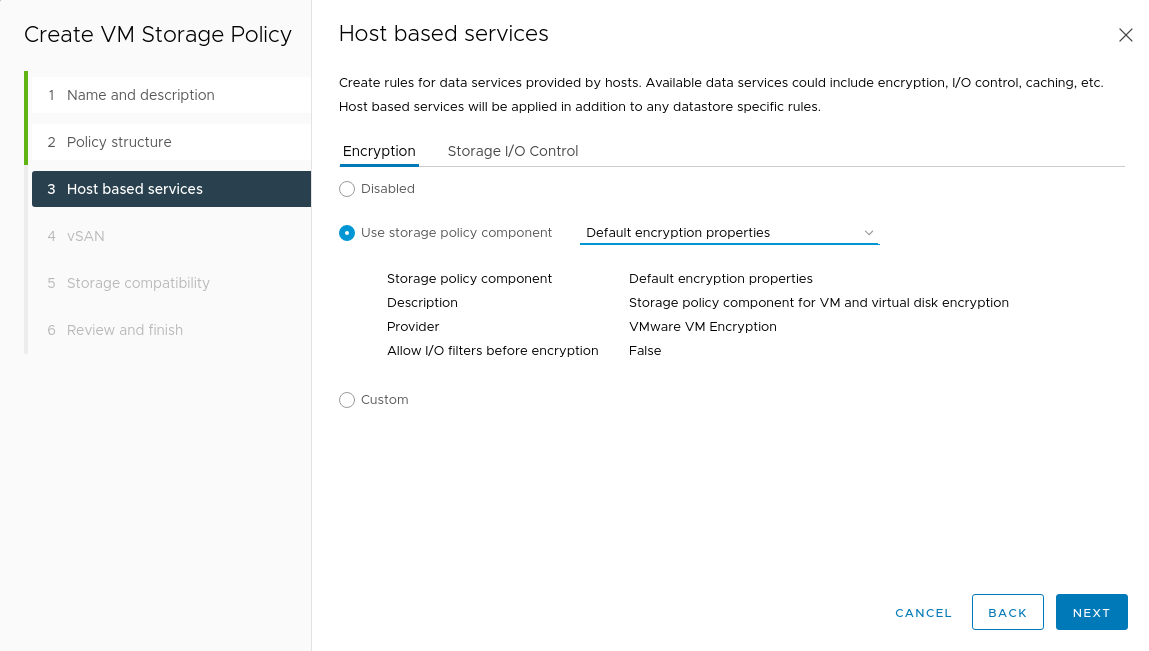 Create VM Storage Policy
1 Name and description
2 Policy structure
3 Host based services
4 vSAN
5 Storage compatibility
6 Review and finish
Host based services
Create rules for data services provided by hosts. Available data services could include encryption, I/O control, caching, etc.
Host based services will be applied in addition to any datastore specific rules.
Encryption Storage I/O Control
Disabled
Use storage policy component Default encryption properties
Storage policy component Default encryption properties
Description Storage policy component for VM and virtual disk encryption
Provider VMware VM Encryption
Allow I/O filters before encryption False
Custom
CANCEL BACK NEXT